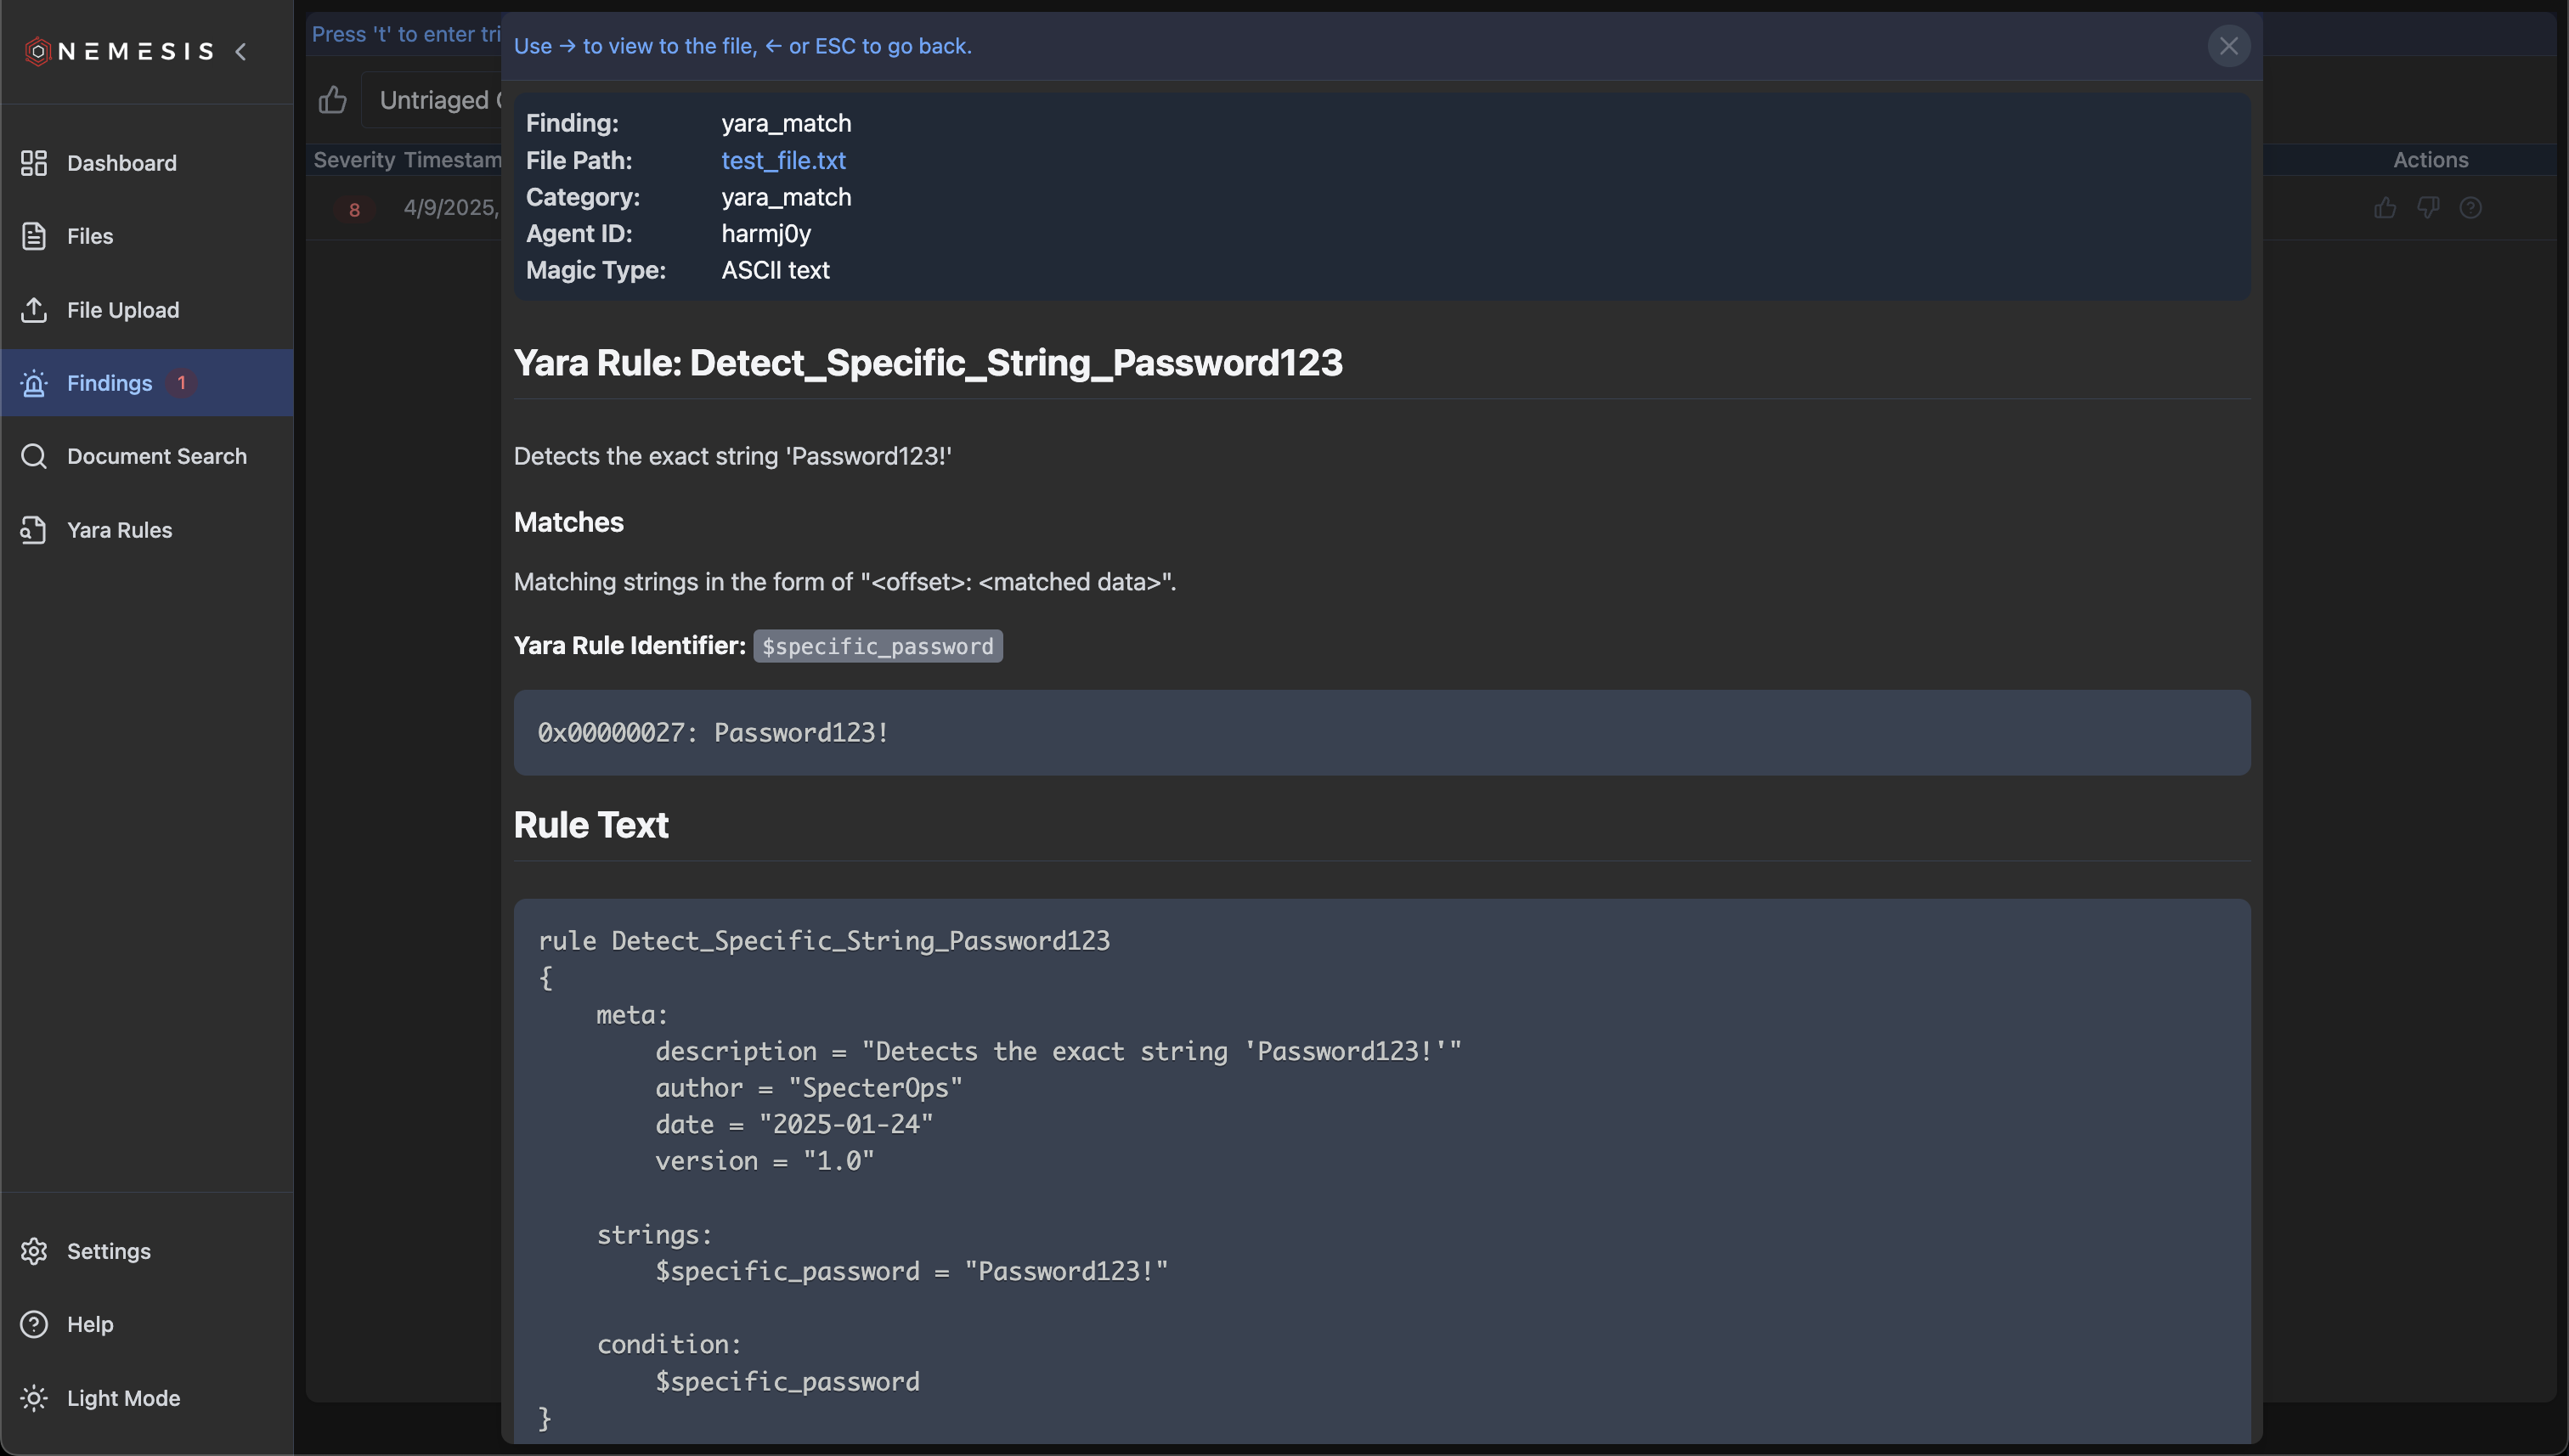 NEMESIS
Dashboard
Files
File Upload
Findings 1
Document Search
Yara Rules
Settings
Help
Light Mode
Press 't' to enter
Untriaged
Severity
Actions
8 4/9/2025,
Use → to view to the file, ← or ESC to go back.
Finding: yara_match
File Path: test_file.txt
Category: yara_match
Agent ID: harmj0y
Magic Type: ASCII text
Yara Rule: Detect_Specific_String_Password123
Detects the exact string 'Password123!'
Matches
Matching strings in the form of "<offset>: <matched data>".
Yara Rule Identifier: $specific_password
0x00000027: Password123!
Rule Text
rule Detect_Specific_String_Password123
{
    meta:
        description = "Detects the exact string 'Password123!'"
        author = "SpecterOps"
        date = "2025-01-24"
        version = "1.0"
    strings:
        $specific_password = "Password123!"
    condition:
        $specific_password
}